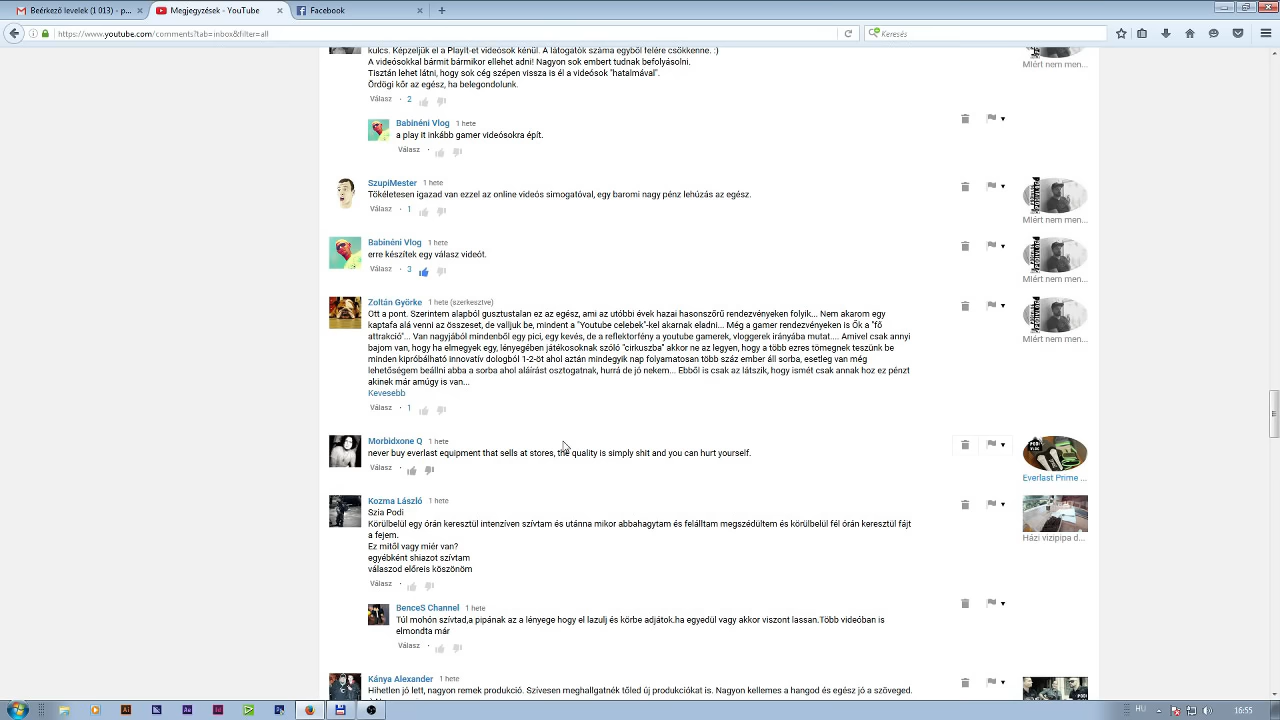 Beérkező levelek (1 013) - p...
Megjegyzések - YouTube
Facebook
https://www.youtube.com/comments?tab=inbox&filter=all
Keresés
kulcs. Képzeljük el a PlayIt-et videósok kénül. A látogatók száma egyből felére csökkenne. :)
A videósokkal bármit bármikor ellehet adni! Nagyon sok embert tudnak befolyásolni.
Tisztán lehet látni, hogy sok cég szépen vissza is él a videósok "hatalmával".
Ördögi kőr az egész, ha belegondolunk.
Miért nem men...
Válasz · 2
Babinéni Vlog 1 hete
a play it inkább gamer videósokra épít.
Válasz ·
SzupiMester 1 hete
Tökéletesen igazad van ezzel az online videós simogatóval, egy baromi nagy pénz lehúzás az egész.
Válasz · 1
Miért nem men...
Babinéni Vlog 1 hete
erre készítek egy válasz videót.
Válasz · 3
Miért nem men...
Zoltán Györke 1 hete (szerkesztve)
Ott a pont. Szerintem alapból gusztustalan ez az egész, ami az utóbbi évek hazai hasonszőrű rendezvényeken folyik... Nem akarom egy
kaptafa alá venni az összeset, de valljuk be, mindent a "Youtube celebek"-kel akarnak eladni... Még a gamer rendezvényeken is Ők a "fő
attrakció"... Van nagyjából mindenből egy pici, egy kevés, de a reflektorfény a youtube gamerek, vloggerek irányába mutat.... Amivel csak annyi
bajom van, hogy ha elmegyek egy, lényegében játékosoknak szóló "cirkuszba" akkor ne az legyen, hogy a több ezres tömegnek teszünk be
minden kipróbálható innovatív dologból 1-2-öt ahol aztán mindegyik nap folyamatosan több száz ember áll sorba, esetleg van még
lehetőségem beállni abba a sorba ahol aláírást osztogatnak, hurrá de jó nekem... Ebből is csak az látszik, hogy ismét csak annak hoz ez pénzt
akinek már amúgy is van...
Kevesebb
Válasz · 1
Miért nem men...
Morbidxone Q 1 hete
never buy everlast equipment that sells at stores, the quality is simply shit and you can hurt yourself.
Válasz ·
PODI
VLOG
Everlast Prime ...
Kozma László 1 hete
Szia Podi
Körülbelül egy órán keresztül intenzíven szívtam és utánna mikor abbahagytam és felálltam megszédültem és körülbelül fél órán keresztül fájt
a fejem.
Ez mitől vagy miér van?
egyébként shiazot szívtam
válaszod előreis köszönöm
Válasz ·
Házi vizipipa d...
BenceS Channel 1 hete
Túl mohón szívtad,a pipának az a lényege hogy el lazulj és körbe adjátok.ha egyedül vagy akkor viszont lassan.Több videóban is
elmondta már
Válasz ·
Kánya Alexander 1 hete
Hihetlen jó lett, nagyon remek produkció. Szívesen meghallgatnék tőled új produkciókat is. Nagyon kellemes a hangod és egész jó a szöveged.
HU
16:55